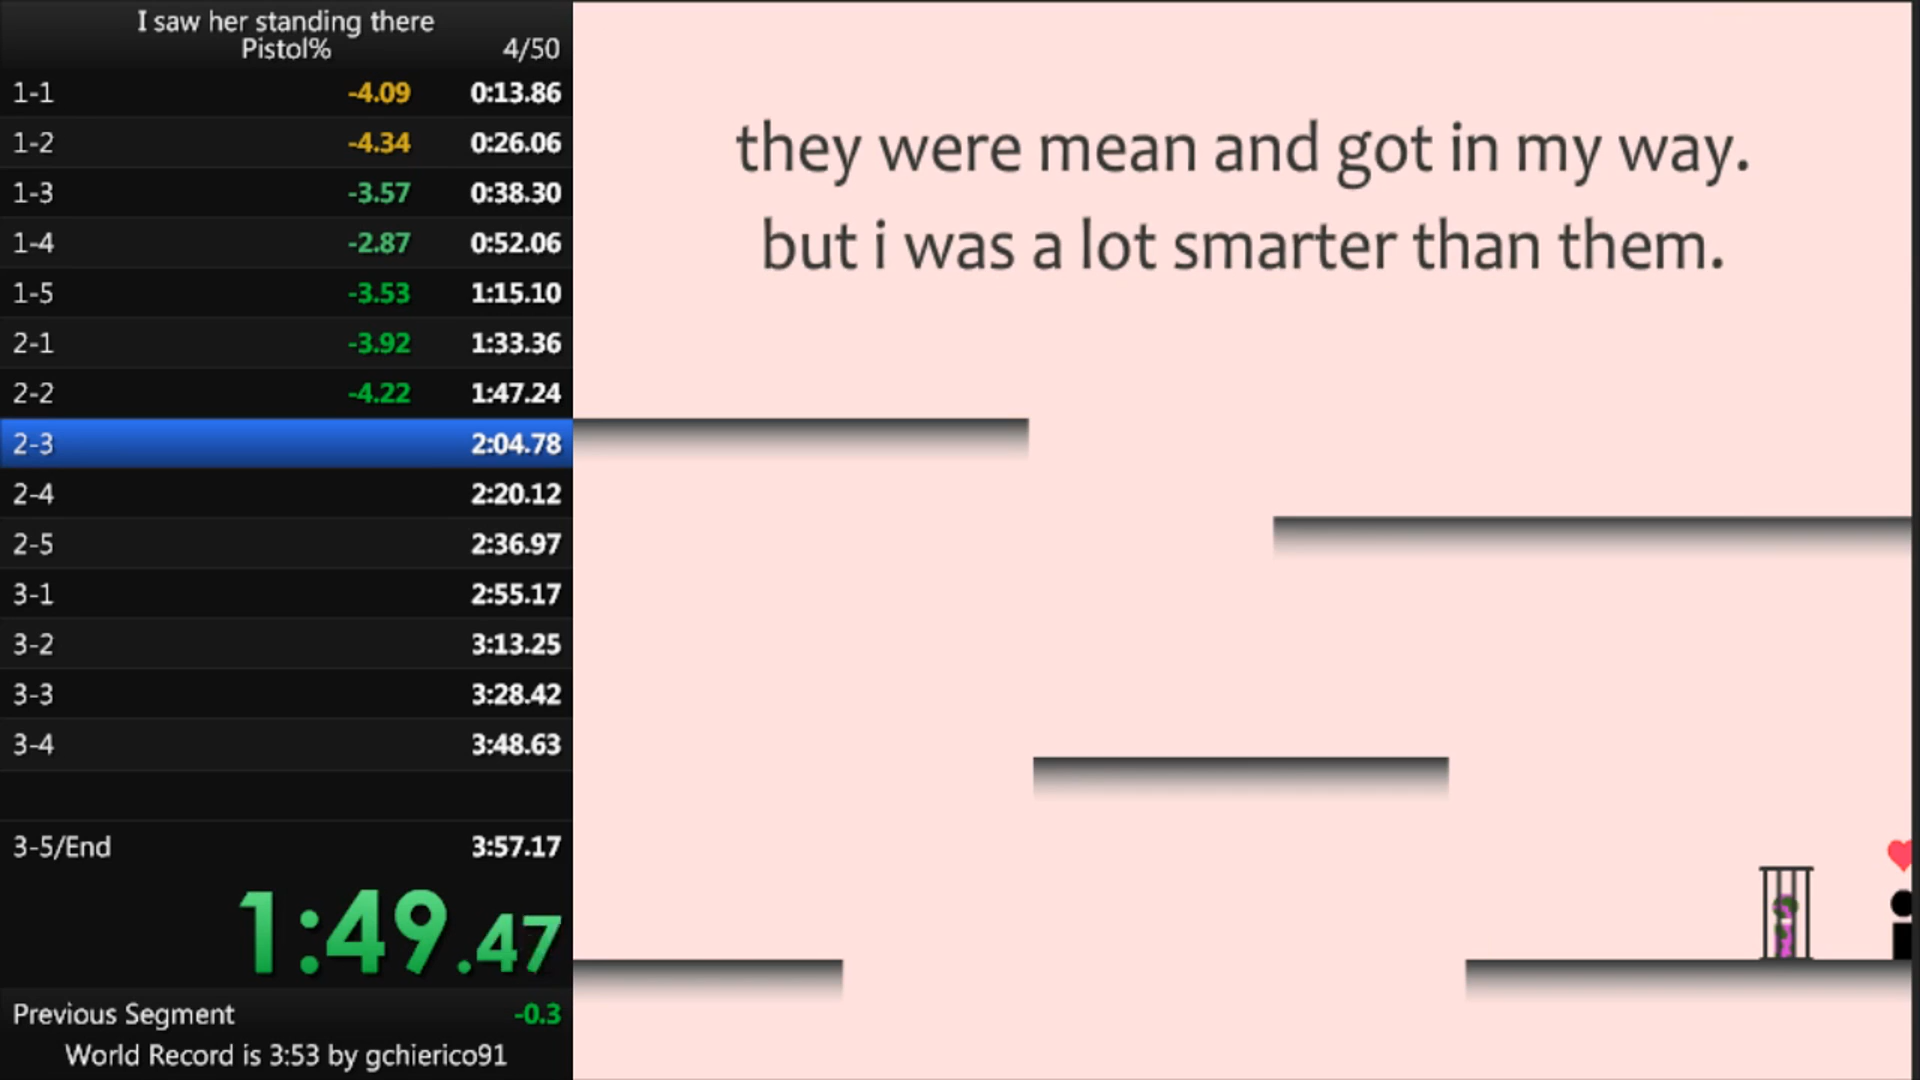 I saw her standing there
Pistol% 4/50
1-1 -4.09 0:13.86
1-2 -4.34 0:26.06
1-3 -3.57 0:38.30
1-4 -2.87 0:52.06
1-5 -3.53 1:15.10
2-1 -3.92 1:33.36
2-2 -4.22 1:47.24
2-3 2:04.78
2-4 2:20.12
2-5 2:36.97
3-1 2:55.17
3-2 3:13.25
3-3 3:28.42
3-4 3:48.63
3-5/End 3:57.17
1:49.47
Previous Segment -0.3
World Record is 3:53 by gchierico91
they were mean and got in my way.
but i was a lot smarter than them.